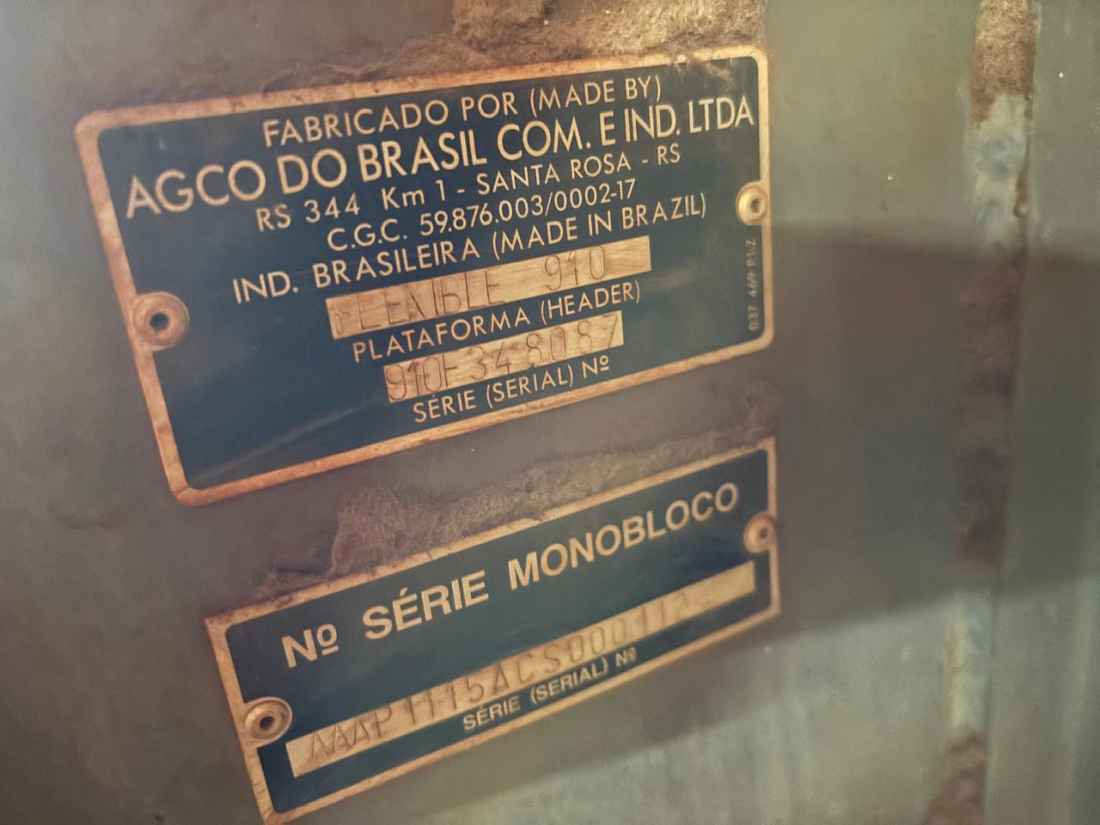 FABRICADO POR (MADE BY)
AGCO DO BRASIL COM. E IND. LTDA
RS 344 Km 1 - SANTA ROSA - RS
C.G.C. 59.876.003/0002-17
IND. BRASILEIRA (MADE IN BRAZIL)
FLEXIBLE 910
PLATAFORMA (HEADER)
910F348087
SÉRIE (SERIAL) Nº
Nº SÉRIE MONOBLOCO
SÉRIE (SERIAL) Nº